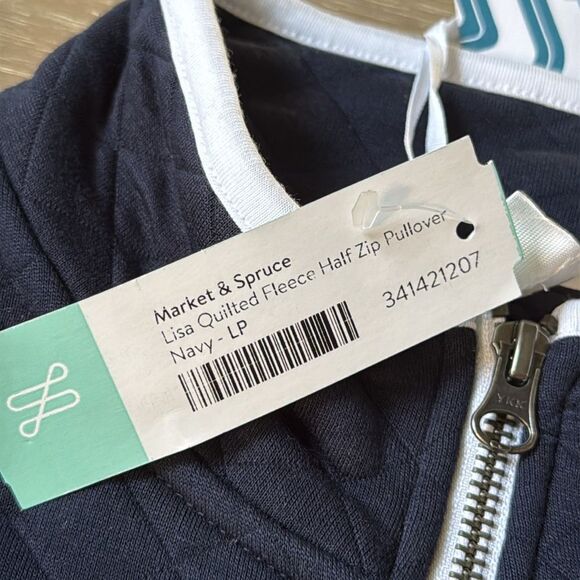 Market & Spruce
Lisa Quilted Fleece Half Zip Pullover
Navy - LP
341421207
YKK